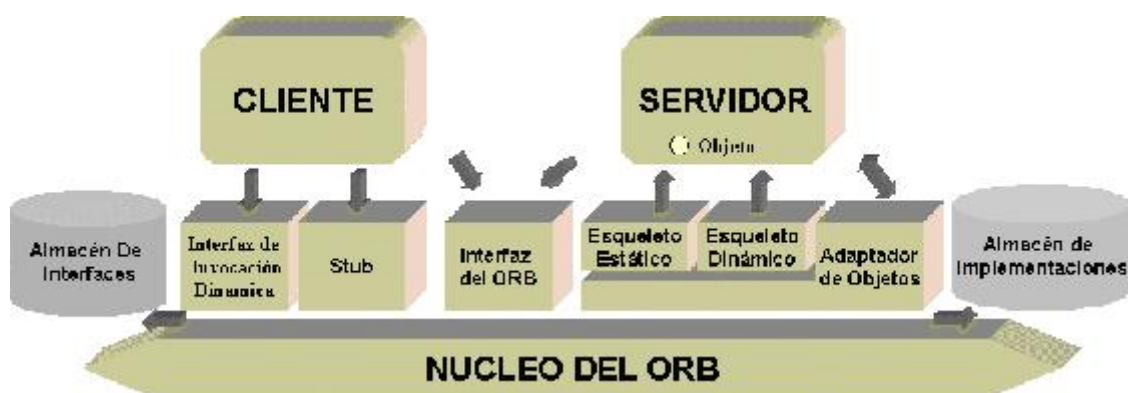 CLIENTE
SERVIDOR
Objeto
Almacén De
Interfaces
Interfaz de
Invocación
Dinamica
Stub
Interfaz
del ORB
Esqueleto
Estático
Esqueleto
Dinámico
Adaptador
de Objetos
Almacén de
Implementaciones
NUCLEO DEL ORB